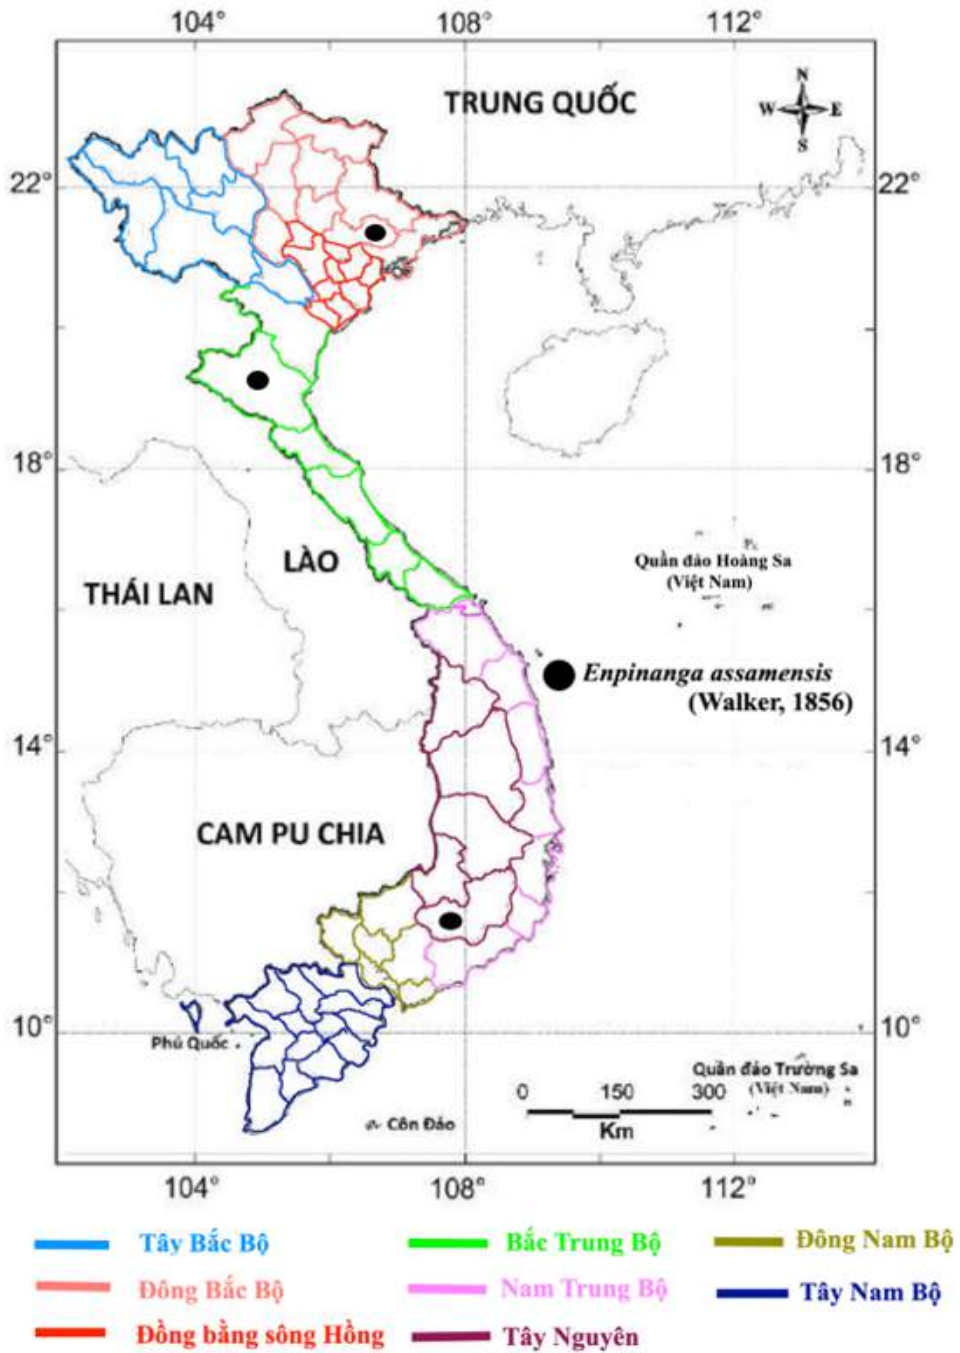 104° 108° 112°
TRUNG QUỐC
N
W E
S
22° 22°
18° 18°
LÀO
THÁI LAN
Quần đảo Hoàng Sa
(Việt Nam)
Enpinanga assamensis
(Walker, 1856)
14° 14°
CAM PU CHIA
10° 10°
Phú Quốc
Quần đảo Trường Sa
(Việt Nam)
0 150 300
Km
Côn Đảo
104° 108° 112°
Tây Bắc Bộ Bắc Trung Bộ Đông Nam Bộ
Đông Bắc Bộ Nam Trung Bộ Tây Nam Bộ
Đồng bằng sông Hồng Tây Nguyên